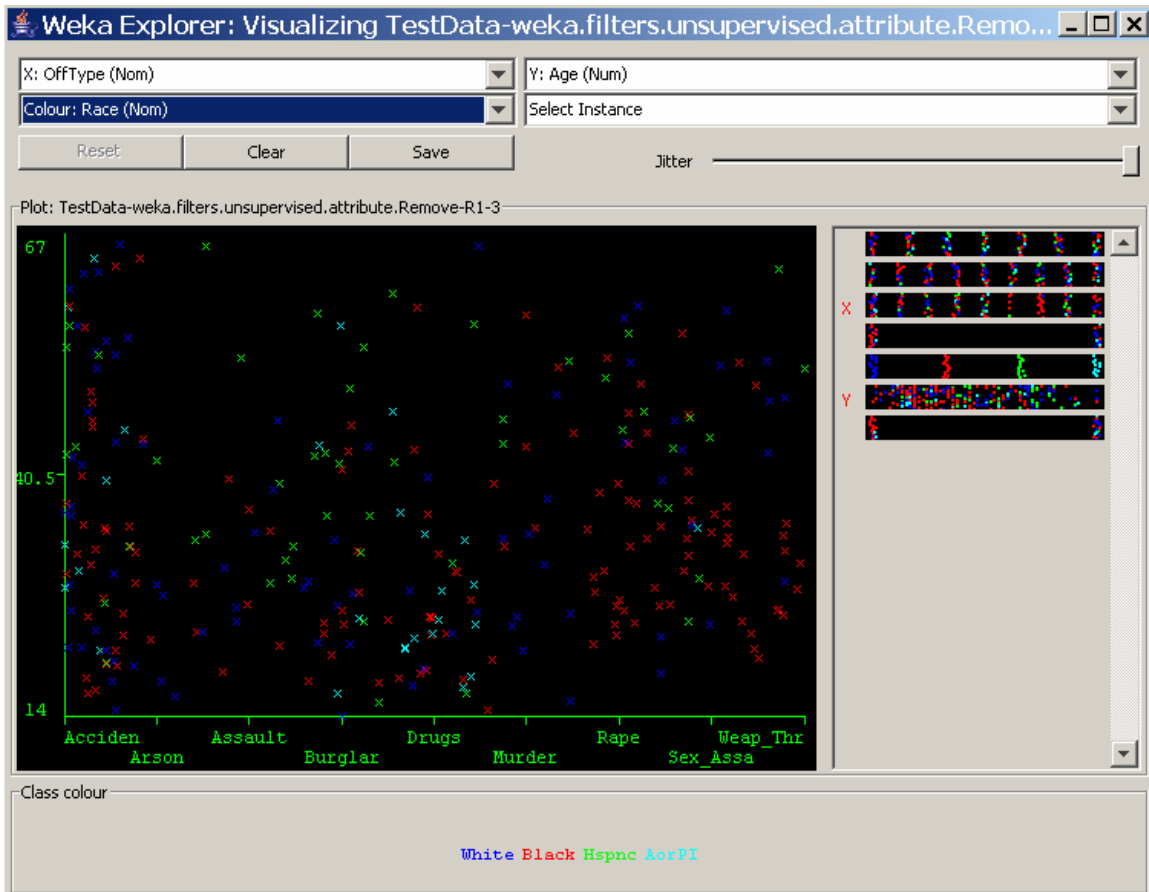 Weka Explorer: Visualizing TestData-weka.filters.unsupervised.attribute.Remo...
X: OffType (Nom)
Y: Age (Num)
Colour: Race (Nom)
Select Instance
Reset
Clear
Save
Jitter
Plot: TestData-weka.filters.unsupervised.attribute.Remove-R1-3
67
40.5
14
X
Y
Acciden Assault Drugs Rape Weap_Thr
Arson Burglar Murder Sex_Assa
Class colour
White Black Hspnc AorPI